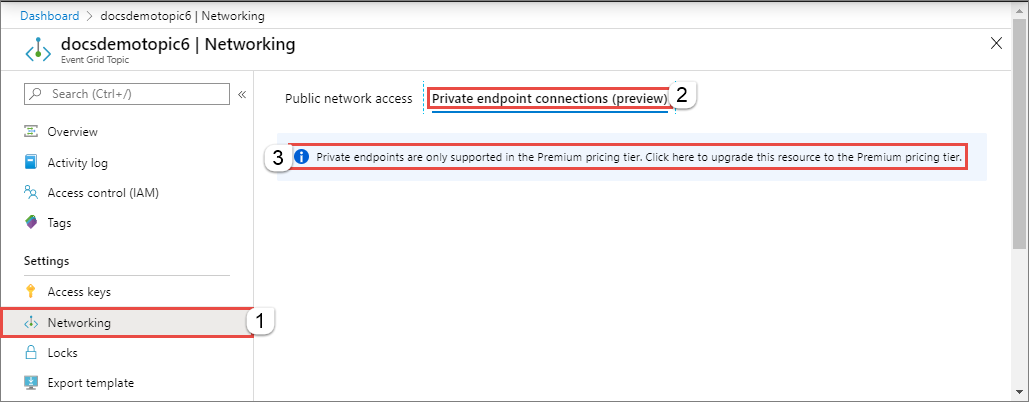 Dashboard > docsdemotopic6 | Networking
docsdemotopic6 | Networking
Event Grid Topic
Search (Ctrl+/)
Overview
Activity log
Access control (IAM)
Tags
Settings
Access keys
Networking
1
Locks
Export template
Public network access
Private endpoint connections (preview)
2
3
Private endpoints are only supported in the Premium pricing tier. Click here to upgrade this resource to the Premium pricing tier.